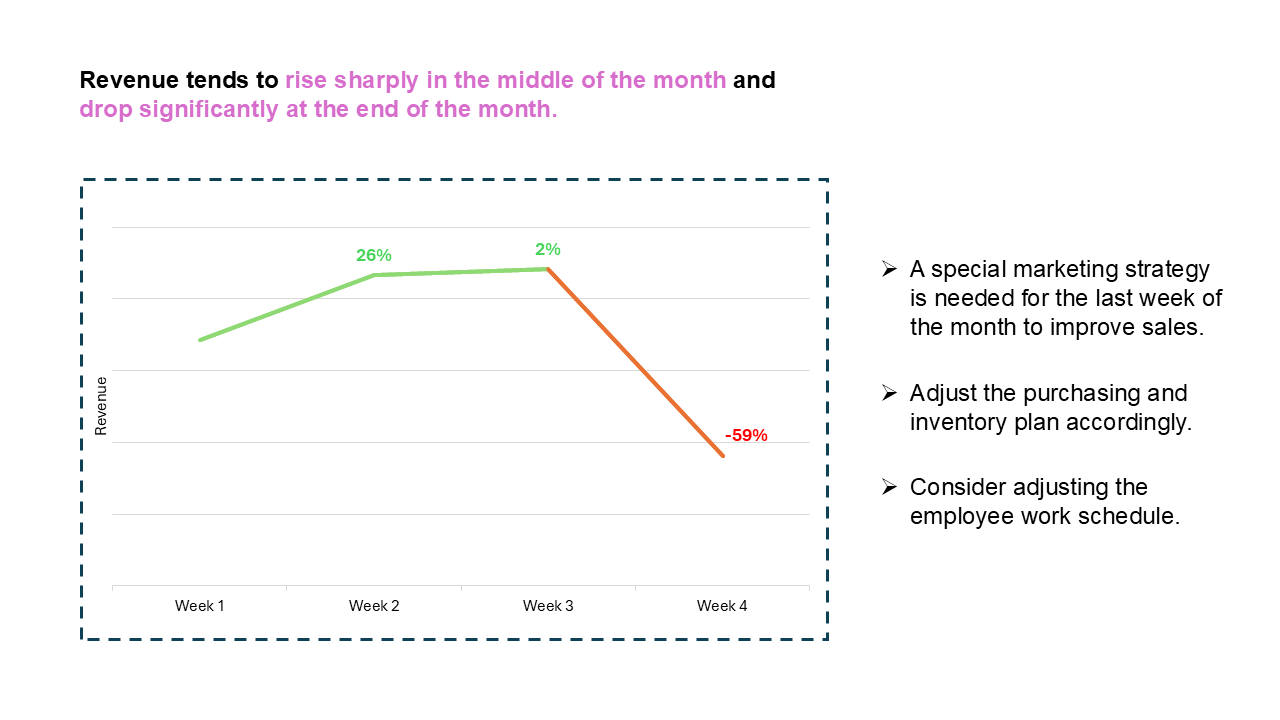 Revenue tends to rise sharply in the middle of the month and
drop significantly at the end of the month.
26%
2%
-59%
Revenue
Week 1
Week 2
Week 3
Week 4
A special marketing strategy
is needed for the last week of
the month to improve sales.
Adjust the purchasing and
inventory plan accordingly.
Consider adjusting the
employee work schedule.